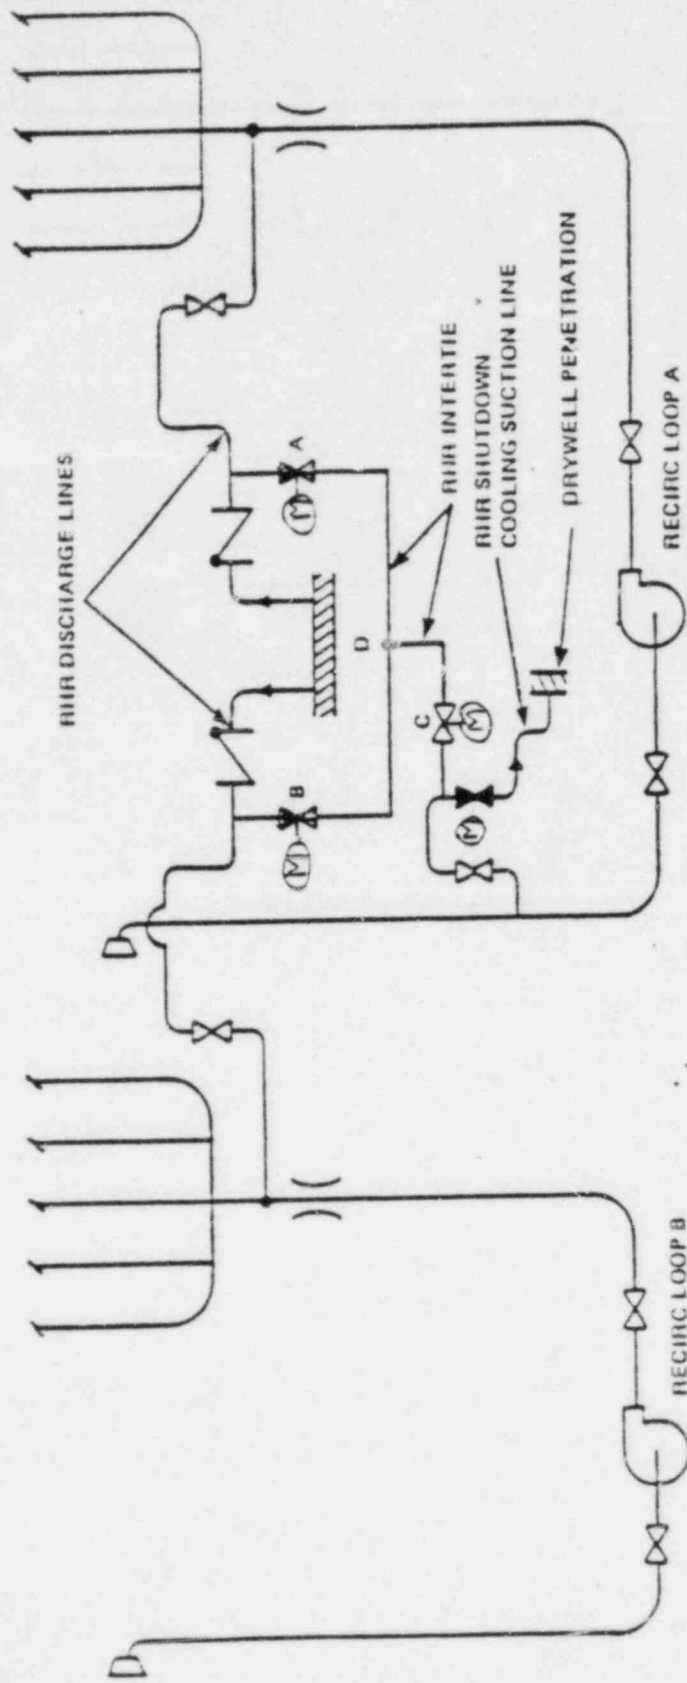 RHR DISCHARGE LINES
A
B
M
M
D
C
M
M
RHR INTERTIE
RHR SHUTDOWN
COOLING SUCTION LINE
DRYWELL PENETRATION
RECIRC LOOP A
RECIRC LOOP B